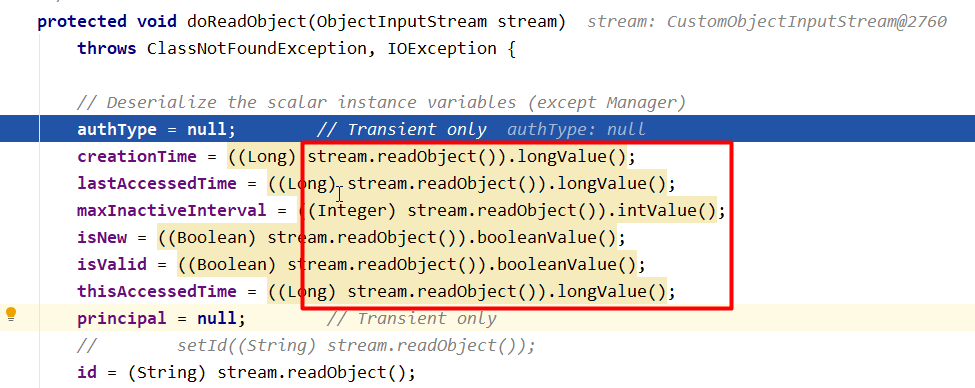 protected void doReadObject(ObjectInputStream stream) stream: CustomObjectInputStream@2760
throws ClassNotFoundException, IOException {
// Deserialize the scalar instance variables (except Manager)
authType = null; // Transient only authType: null
creationTime = ((Long) stream.readObject()).longValue();
lastAccessedTime = ((Long) stream.readObject()).longValue();
maxInactiveInterval = ((Integer) stream.readObject()).intValue();
isNew = ((Boolean) stream.readObject()).booleanValue();
isValid = ((Boolean) stream.readObject()).booleanValue();
thisAccessedTime = ((Long) stream.readObject()).longValue();
principal = null; // Transient only
// setId((String) stream.readObject());
id = (String) stream.readObject();